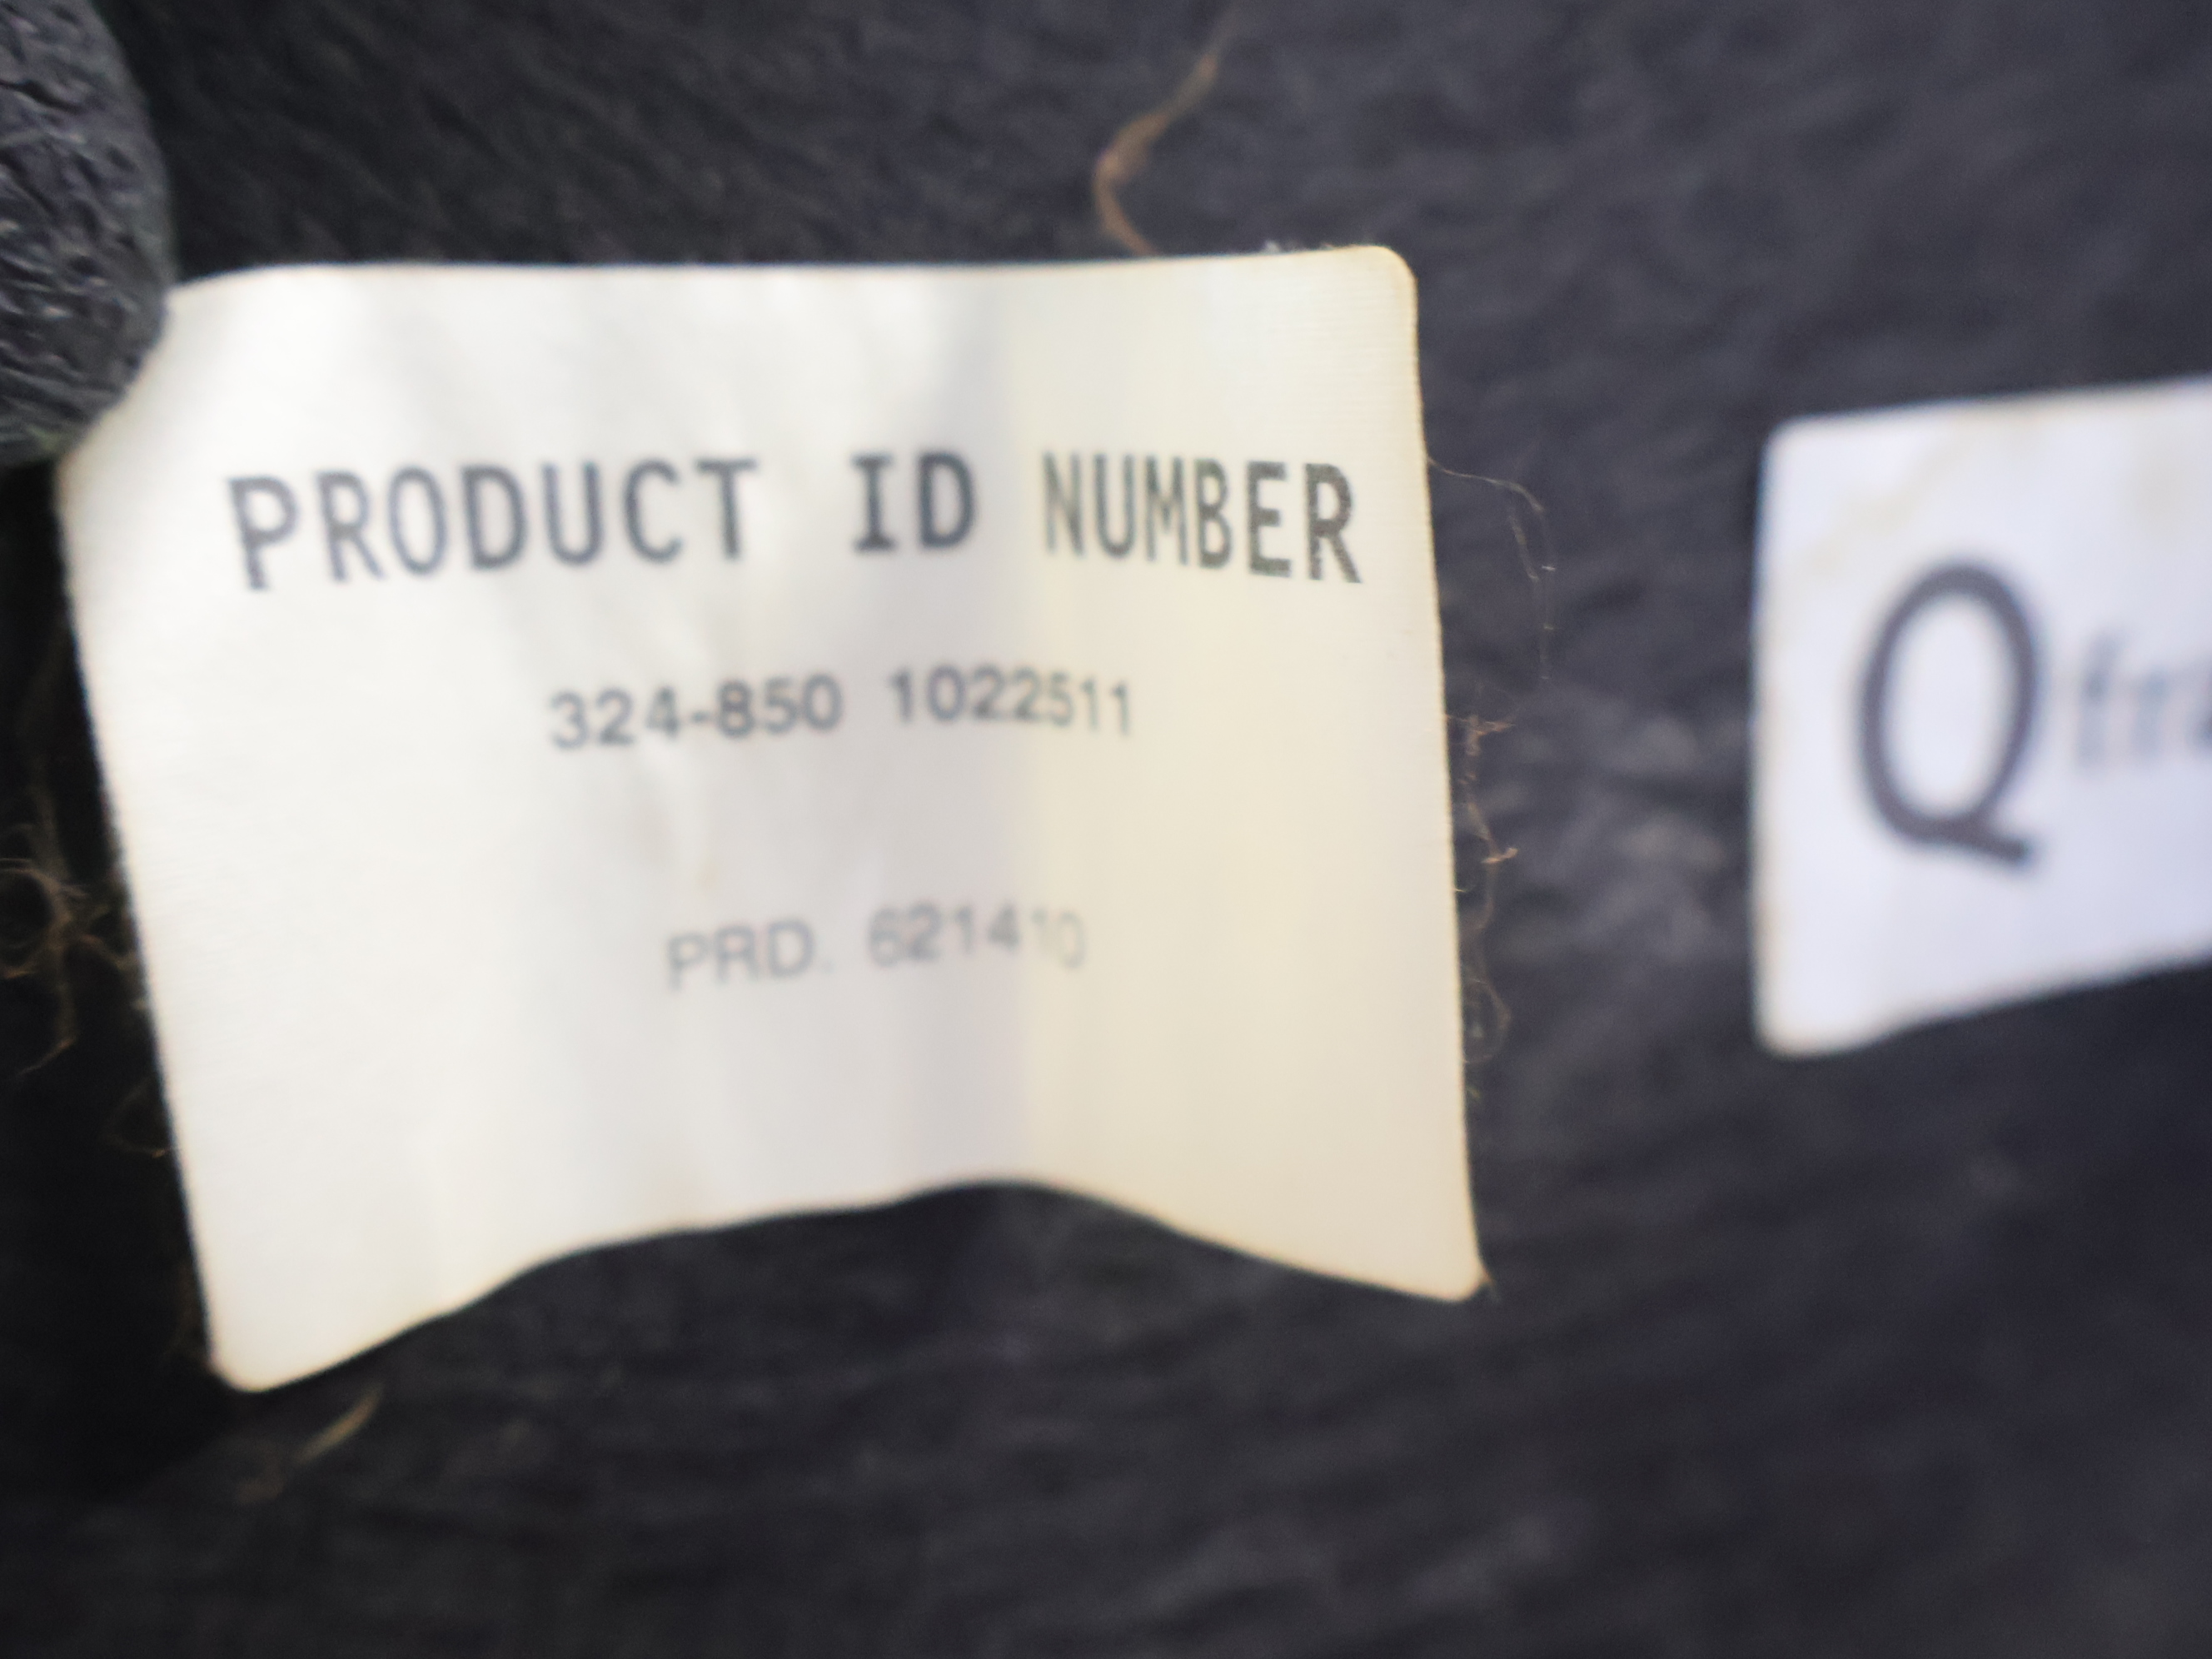 PRODUCT ID NUMBER
324-850 1022511
PRD. 621410
Q